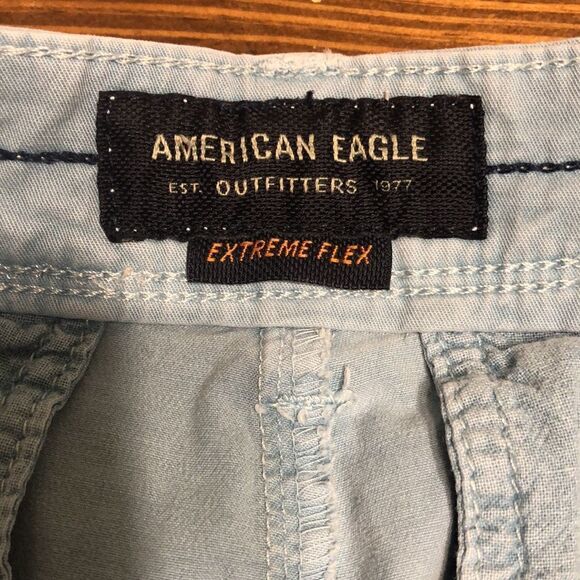 AMERICAN EAGLE
EST. OUTFITTERS 1977
EXTREME FLEX